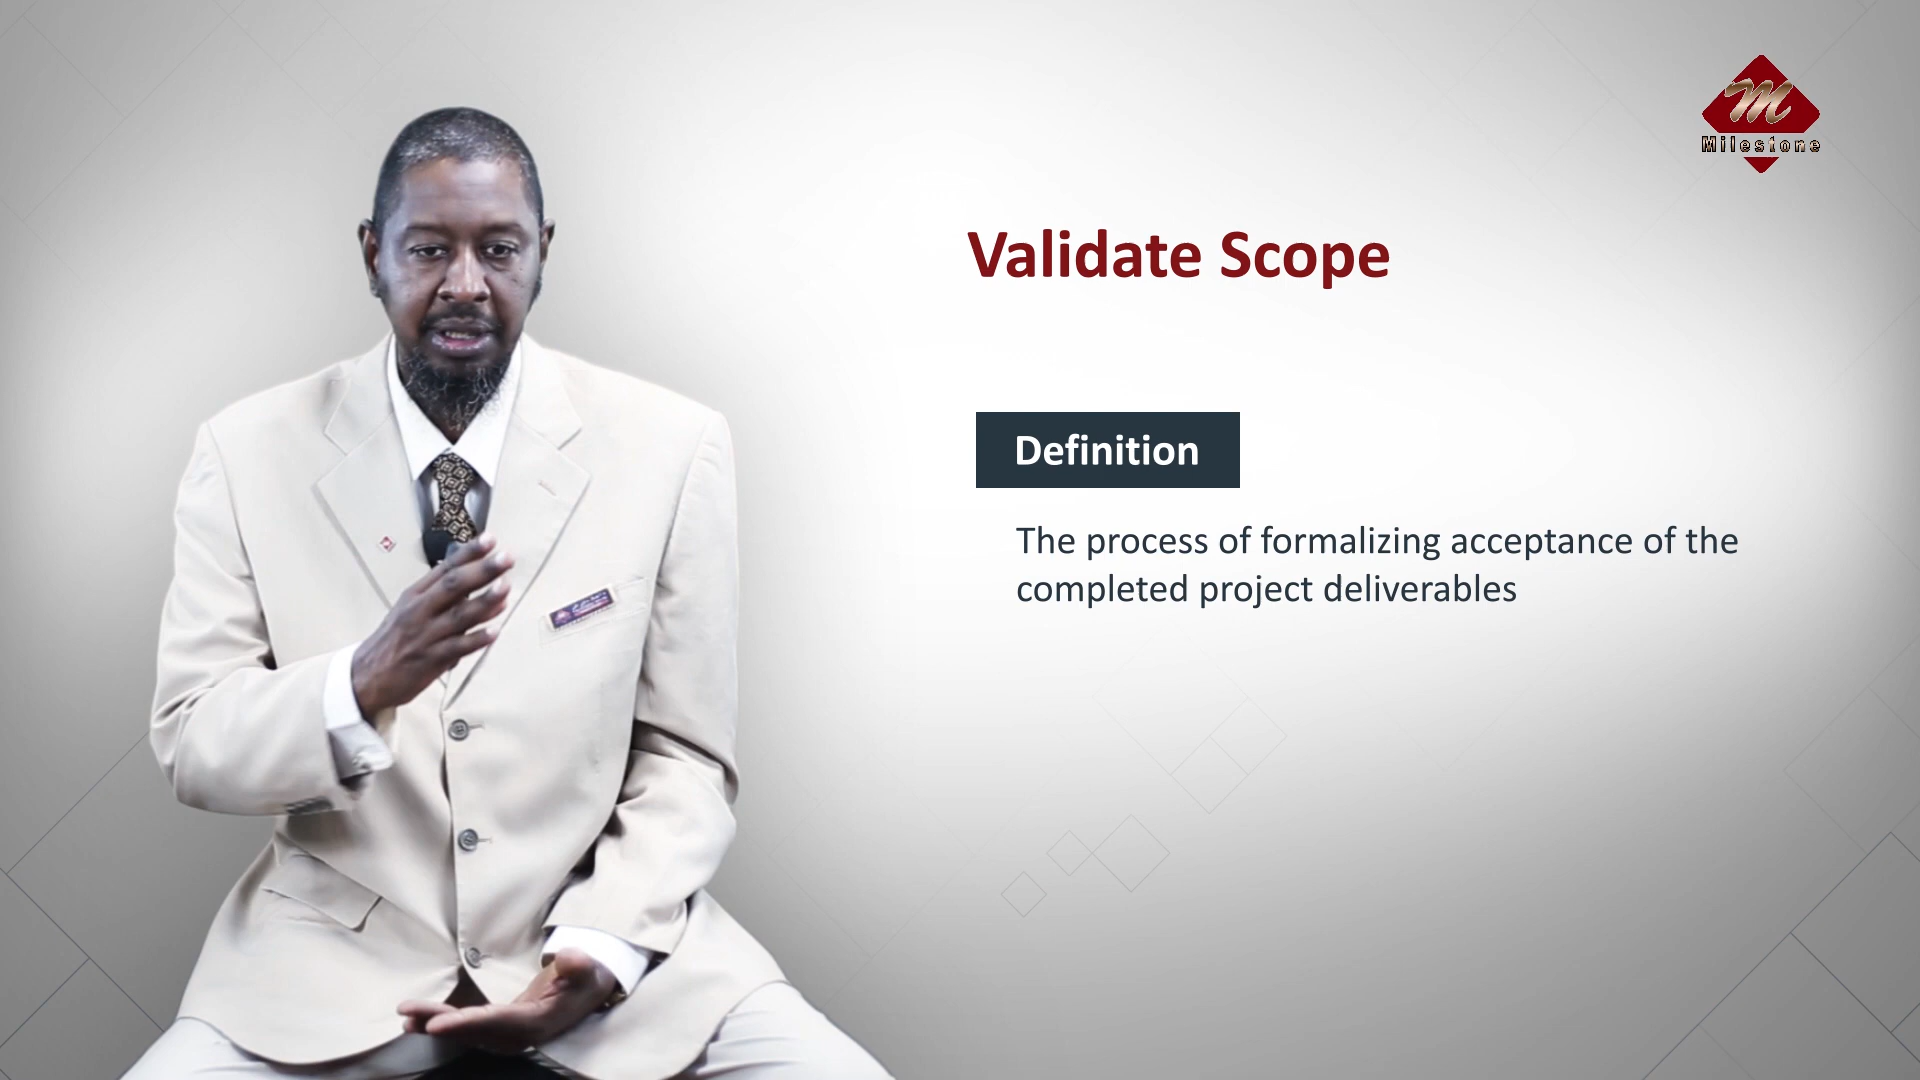 Milestone
Validate Scope
Definition
The process of formalizing acceptance of the
completed project deliverables